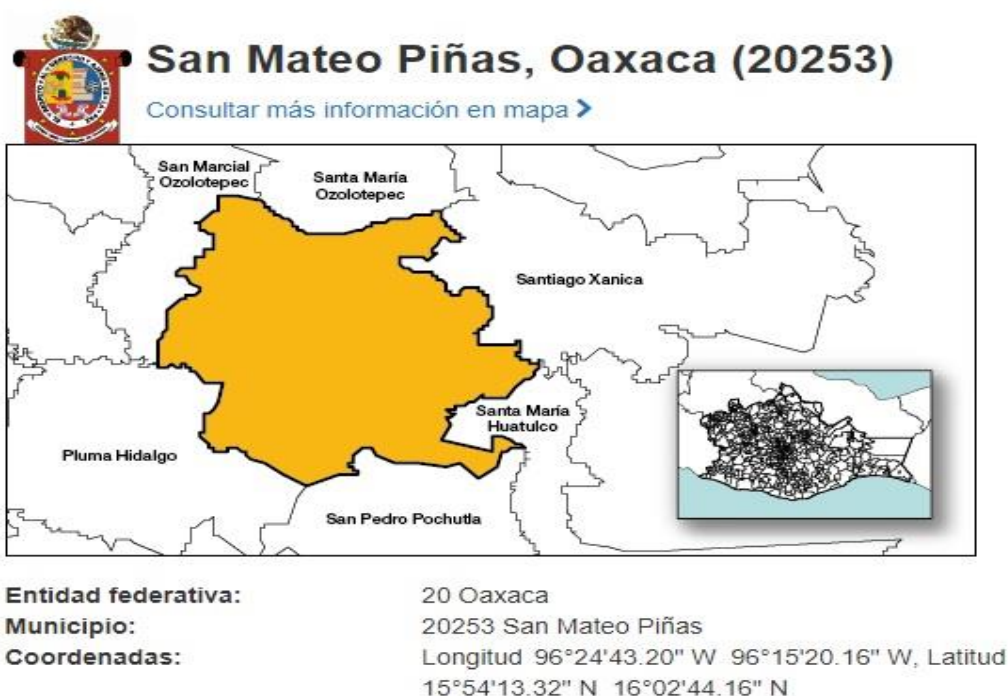 San Mateo Piñas, Oaxaca (20253)
Consultar más información en mapa
San Marcial
Ozolotepec
Santa María
Ozolotepec
Santiago Xanica
Santa María
Huatulco
Pluma Hidalgo
San Pedro Pochutla
Entidad federativa: 20 Oaxaca
Municipio: 20253 San Mateo Piñas
Coordenadas: Longitud 96°24'43.20" W 96°15'20.16" W, Latitud
15°54'13.32" N 16°02'44.16" N